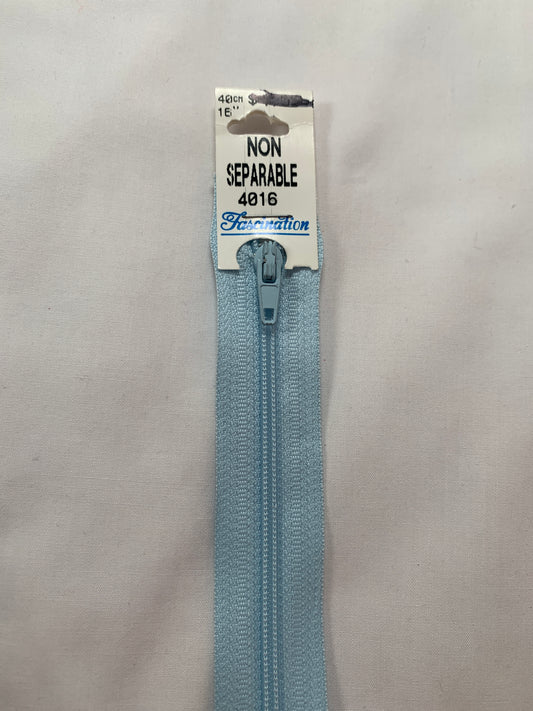 40CM $
16"
NON
SEPARABLE
4016
Fascination